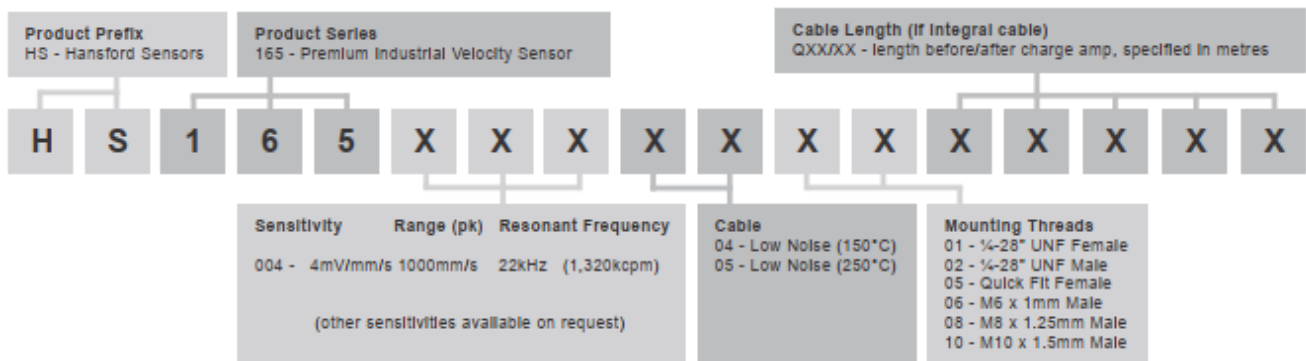 Product Prefix
HS - Hansford Sensors
Product Series
165 - Premium Industrial Velocity Sensor
Cable Length (if integral cable)
QXX/XX - length before/after charge amp, specified in metres
H S 1 6 5 X X X X X X X X X X X X
Sensitivity Range (pk) Resonant Frequency
004 - 4mV/mm/s 1000mm/s 22kHz (1,320kcpm)
(other sensitivities available on request)
Cable
04 - Low Noise (150°C)
05 - Low Noise (250°C)
Mounting Threads
01 - ¼-28" UNF Female
02 - ¼-28" UNF Male
05 - Quick Fit Female
06 - M6 x 1mm Male
08 - M8 x 1.25mm Male
10 - M10 x 1.5mm Male